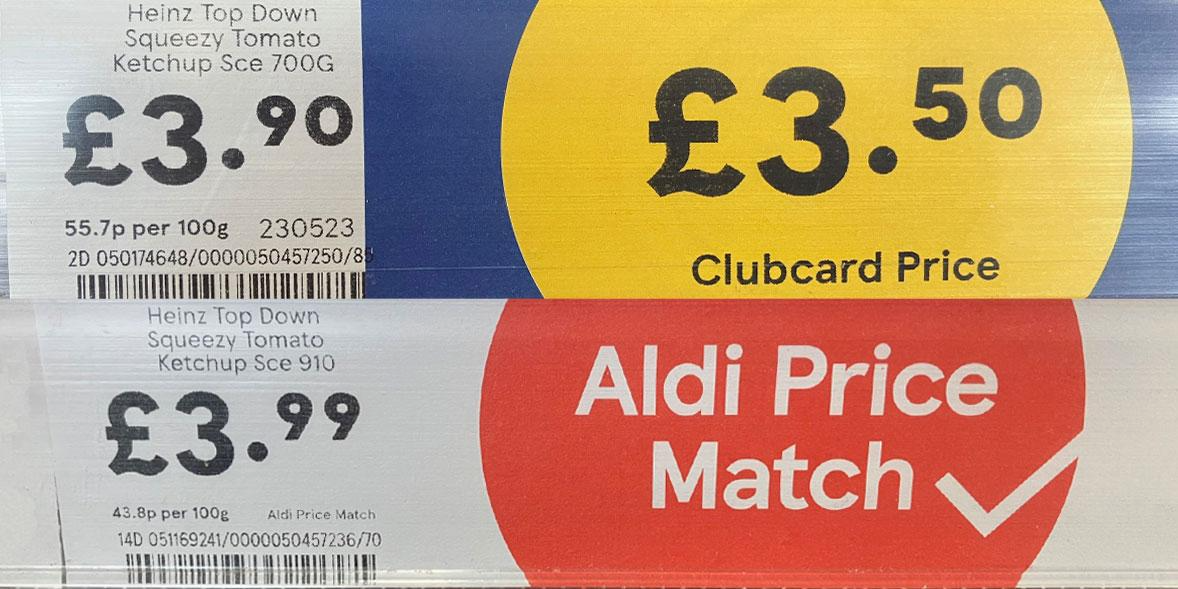 Heinz Top Down
Squeezy Tomato
Ketchup Sce 700G
£3.90
55.7p per 100g 230523
2D 050174648/0000050457250/85
£3.50
Clubcard Price
Heinz Top Down
Squeezy Tomato
Ketchup Sce 910
£3.99
43.8p per 100g Aldi Price Match
14D 051169241/0000050457236/70
Aldi Price
Match